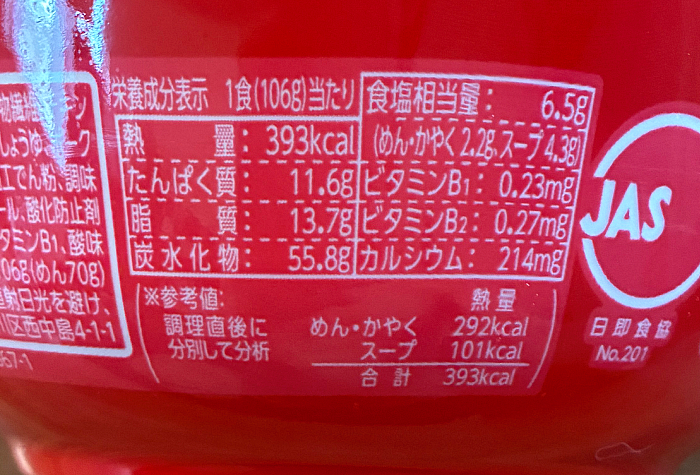 栄養成分表示 1食(106g)当たり
熱量: 393kcal
たんぱく質: 11.6g
脂質: 13.7g
炭水化物: 55.8g
食塩相当量: 6.5g
(めん・かやく 2.2g、スープ 4.3g)
ビタミンB1: 0.23mg
ビタミンB2: 0.27mg
カルシウム: 214mg
※参考値:
調理直後に
分別して分析
熱量
めん・かやく 292kcal
スープ 101kcal
合計 393kcal
しょうゆ
工でん粉、調味
ール、酸化防止剤
タミンB1、酸味
06g(めん70g)
射日光を避け、
川区西中島4-1-1
JAS
日即食協
No.201